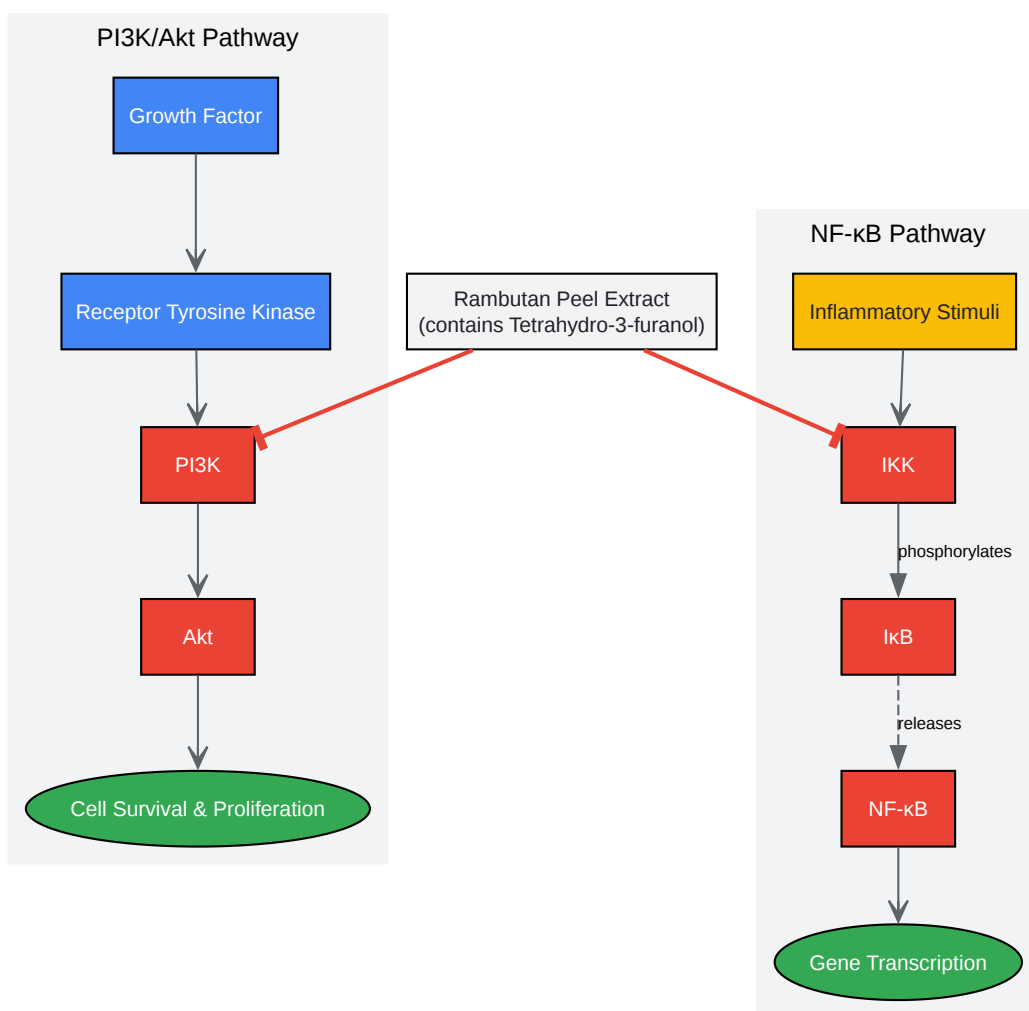 PI3K/Akt Pathway
Growth Factor
Receptor Tyrosine Kinase
PI3K
Akt
Cell Survival & Proliferation
Rambutan Peel Extract
(contains Tetrahydro-3-furanol)
NF-κB Pathway
Inflammatory Stimuli
IKK
phosphorylates
IκB
releases
NF-κB
Gene Transcription